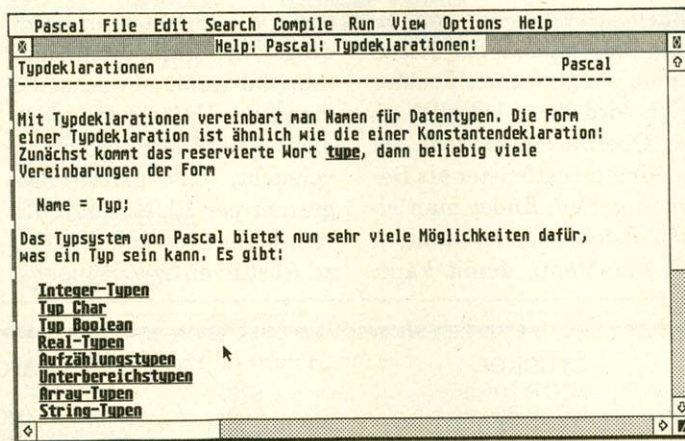 Pascal File Edit Search Compile Run View Options Help
Help: Pascal: Typdeklarationen:
Typdeklarationen Pascal
Mit Typdeklarationen vereinbart man Namen für Datentypen. Die Form
einer Typdeklaration ist ähnlich wie die einer Konstantendeklaration:
Zunächst kommt das reservierte Wort type, dann beliebig viele
Vereinbarungen der Form
Name = Typ;
Das Typsystem von Pascal bietet nun sehr viele Möglichkeiten dafür,
was ein Typ sein kann. Es gibt:
Integer-Typen
Typ Char
Typ Boolean
Real-Typen
Aufzählungstypen
Unterbereichstypen
Array-Typen
String-Typen